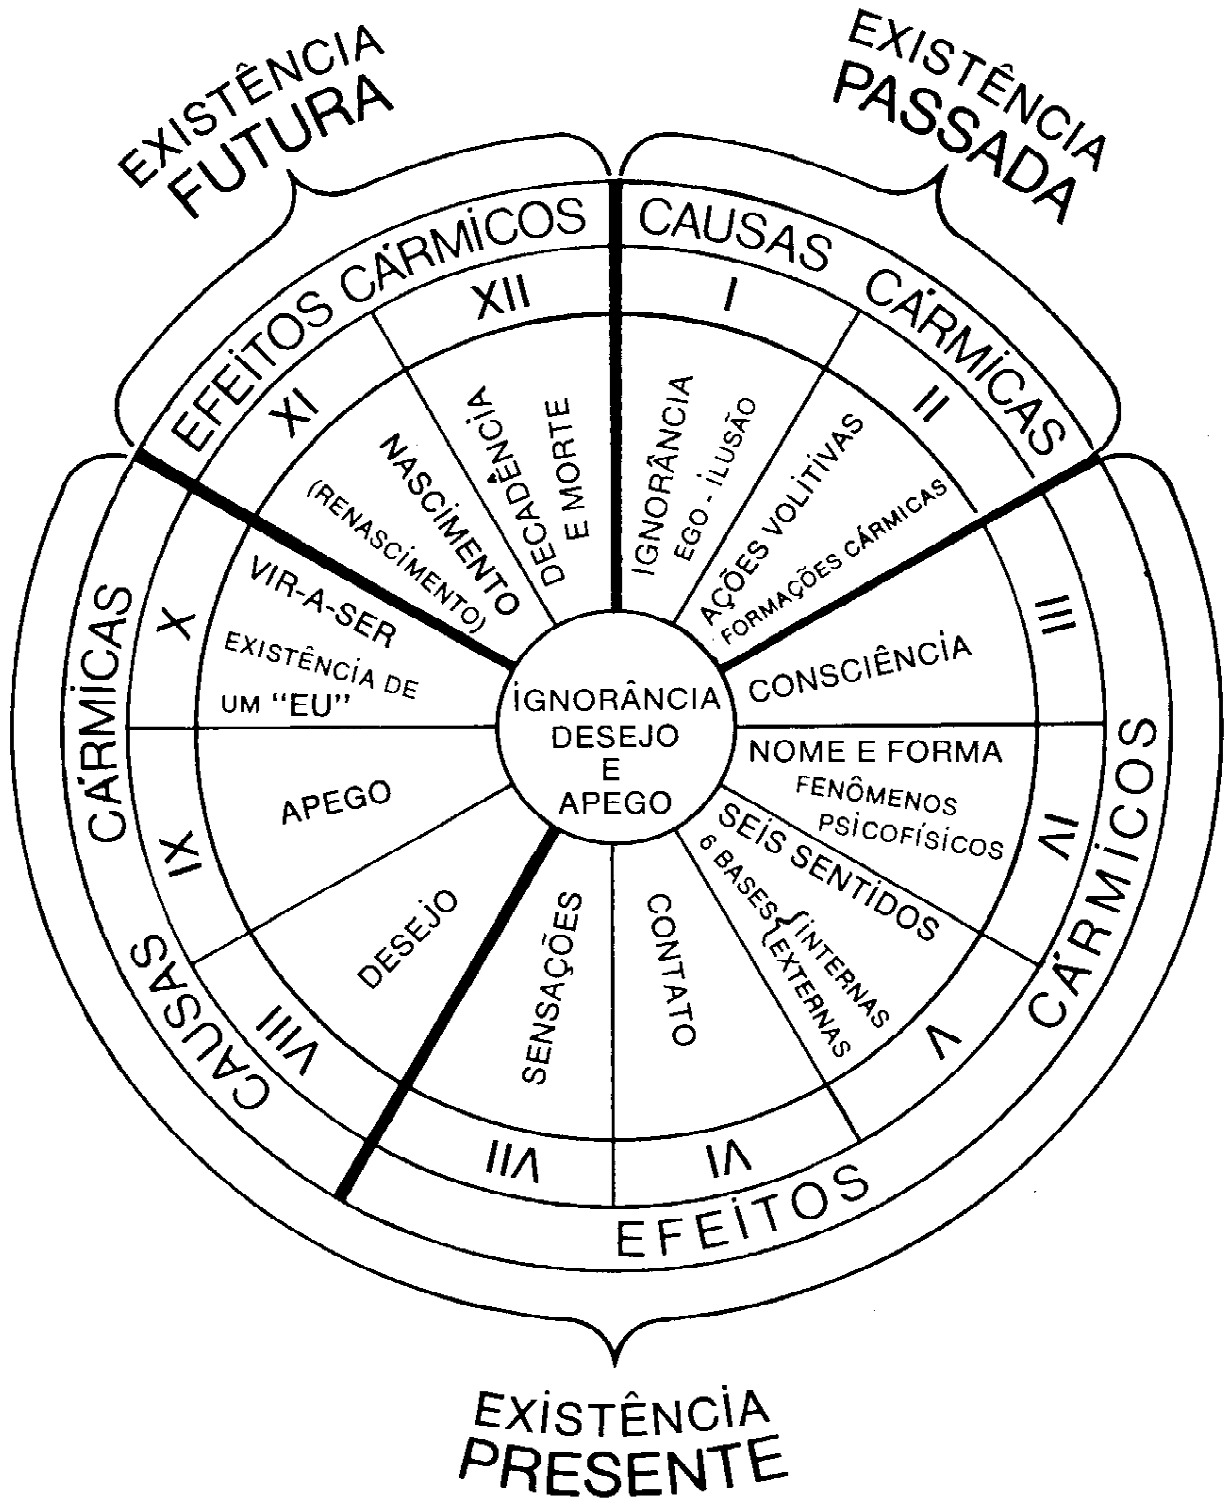 EXISTÊNCIA
FUTURA
EXISTÊNCIA
PASSADA
EFEITOS CÁRMICOS
CAUSAS CÁRMICAS
XII
I
XI
II
DECADÊNCIA
E MORTE
IGNORÂNCIA
EGO - ILUSÃO
NASCIMENTO
(RENASCIMENTO)
AÇÕES VOLITIVAS
FORMAÇÕES CÁRMICAS
X
VIR-A-SER
EXISTÊNCIA DE
UM "EU"
III
CONSCIÊNCIA
IGNORÂNCIA
DESEJO
E
APEGO
NOME E FORMA
FENÔMENOS
PSICOFÍSICOS
IV
IX
APEGO
SEIS SENTIDOS
6 BASES { INTERNAS
EXTERNAS
V
VIII
DESEJO
SENSAÇÕES
VII
CONTATO
VI
CAUSAS CÁRMICAS
EFEITOS CÁRMICOS
EXISTÊNCIA
PRESENTE